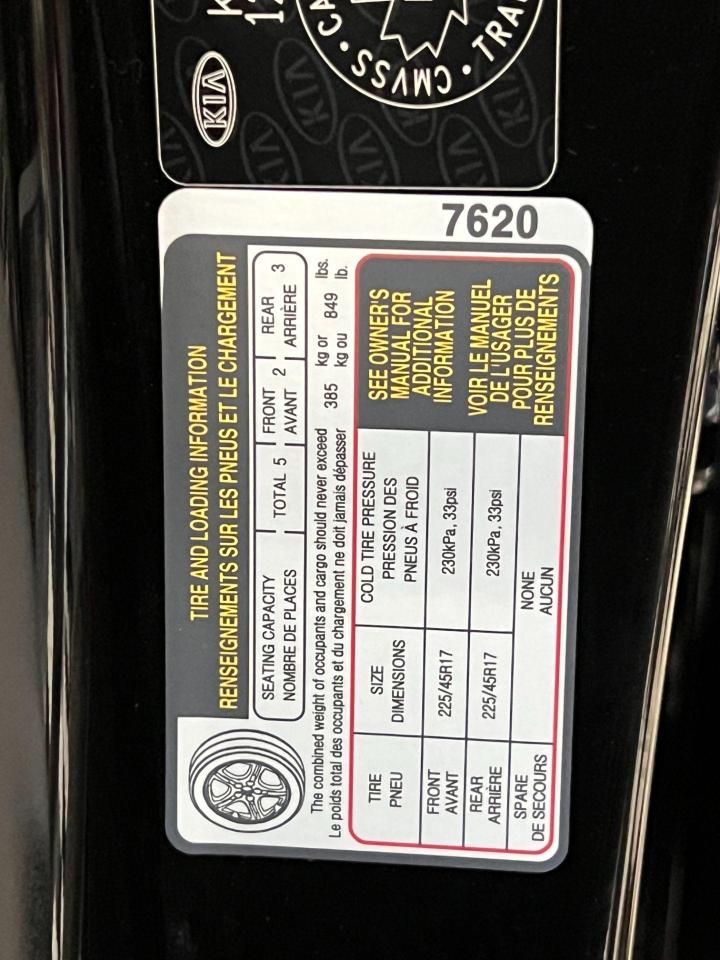 KIA
CMVSS • TRA
7620
TIRE AND LOADING INFORMATION
RENSEIGNEMENTS SUR LES PNEUS ET LE CHARGEMENT
SEATING CAPACITY TOTAL 5 FRONT 2 REAR 3
NOMBRE DE PLACES AVANT ARRIÈRE
The combined weight of occupants and cargo should never exceed 385 kg or 849 lbs.
Le poids total des occupants et du chargement ne doit jamais dépasser kg ou lb.
TIRE SIZE COLD TIRE PRESSURE
PNEU DIMENSIONS PRESSION DES
PNEUS À FROID
FRONT 225/45R17 230kPa, 33psi
AVANT
REAR 225/45R17 230kPa, 33psi
ARRIÈRE
SPARE NONE
DE SECOURS AUCUN
SEE OWNER'S
MANUAL FOR
ADDITIONAL
INFORMATION
VOIR LE MANUEL
DE L'USAGER
POUR PLUS DE
RENSEIGNEMENTS